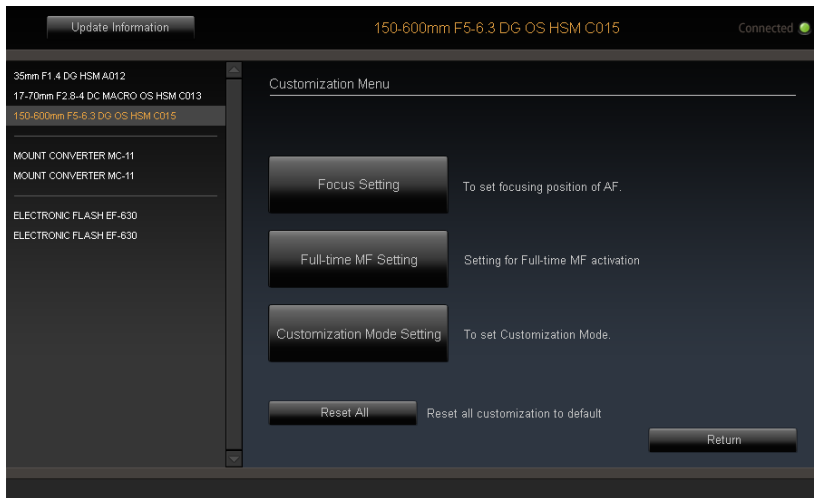 Update Information
150-600mm F5-6.3 DG OS HSM C015
Connected
35mm F1.4 DG HSM A012
17-70mm F2.8-4 DC MACRO OS HSM C013
150-600mm F5-6.3 DG OS HSM C015
MOUNT CONVERTER MC-11
MOUNT CONVERTER MC-11
ELECTRONIC FLASH EF-630
ELECTRONIC FLASH EF-630
Customization Menu
Focus Setting
To set focusing position of AF.
Full-time MF Setting
Setting for Full-time MF activation
Customization Mode Setting
To set Customization Mode.
Reset All
Reset all customization to default
Return